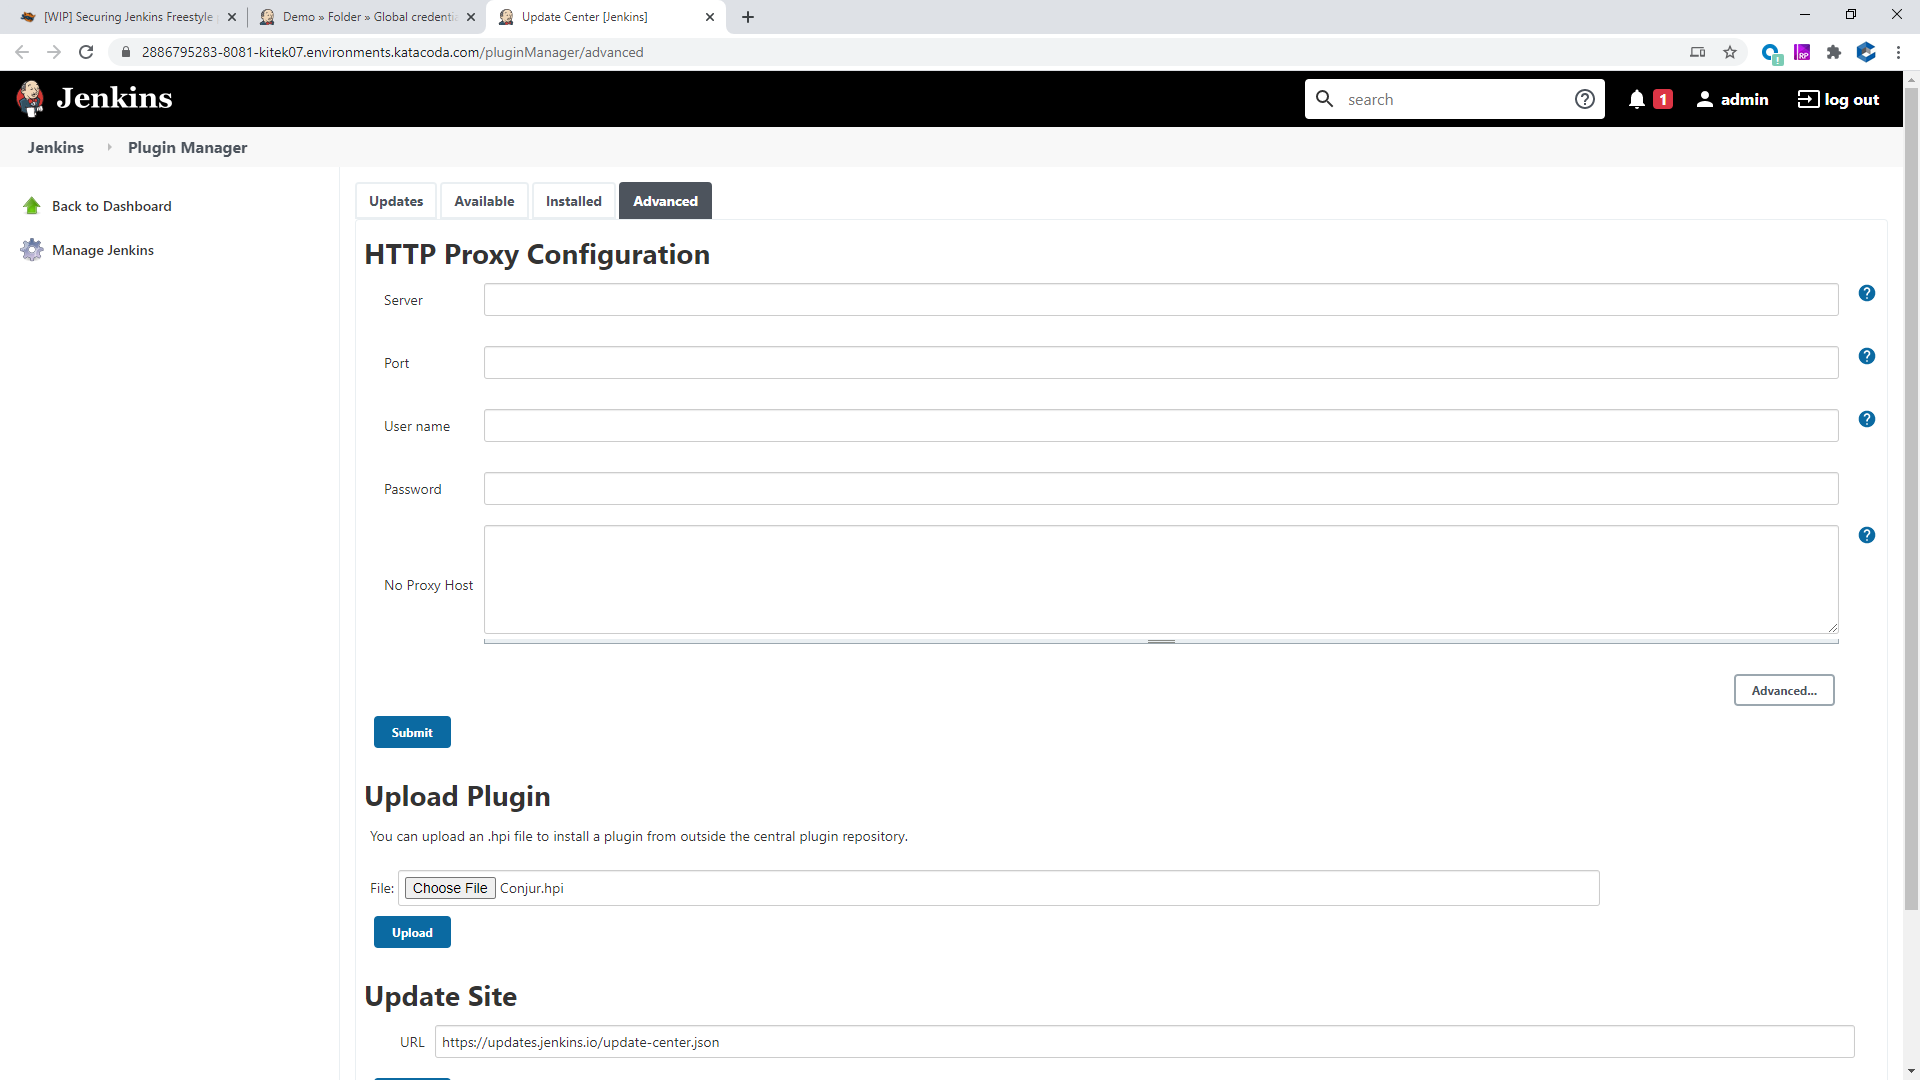 [WIP] Securing Jenkins Freestyle
Demo » Folder » Global credentia
Update Center [Jenkins]
2886795283-8081-kitek07.environments.katacoda.com/pluginManager/advanced
Jenkins
search
1
admin
log out
Jenkins
Plugin Manager
Back to Dashboard
Manage Jenkins
Updates
Available
Installed
Advanced
HTTP Proxy Configuration
Server
Port
User name
Password
No Proxy Host
Advanced...
Submit
Upload Plugin
You can upload an .hpi file to install a plugin from outside the central plugin repository.
File: Choose File Conjur.hpi
Upload
Update Site
URL https://updates.jenkins.io/update-center.json